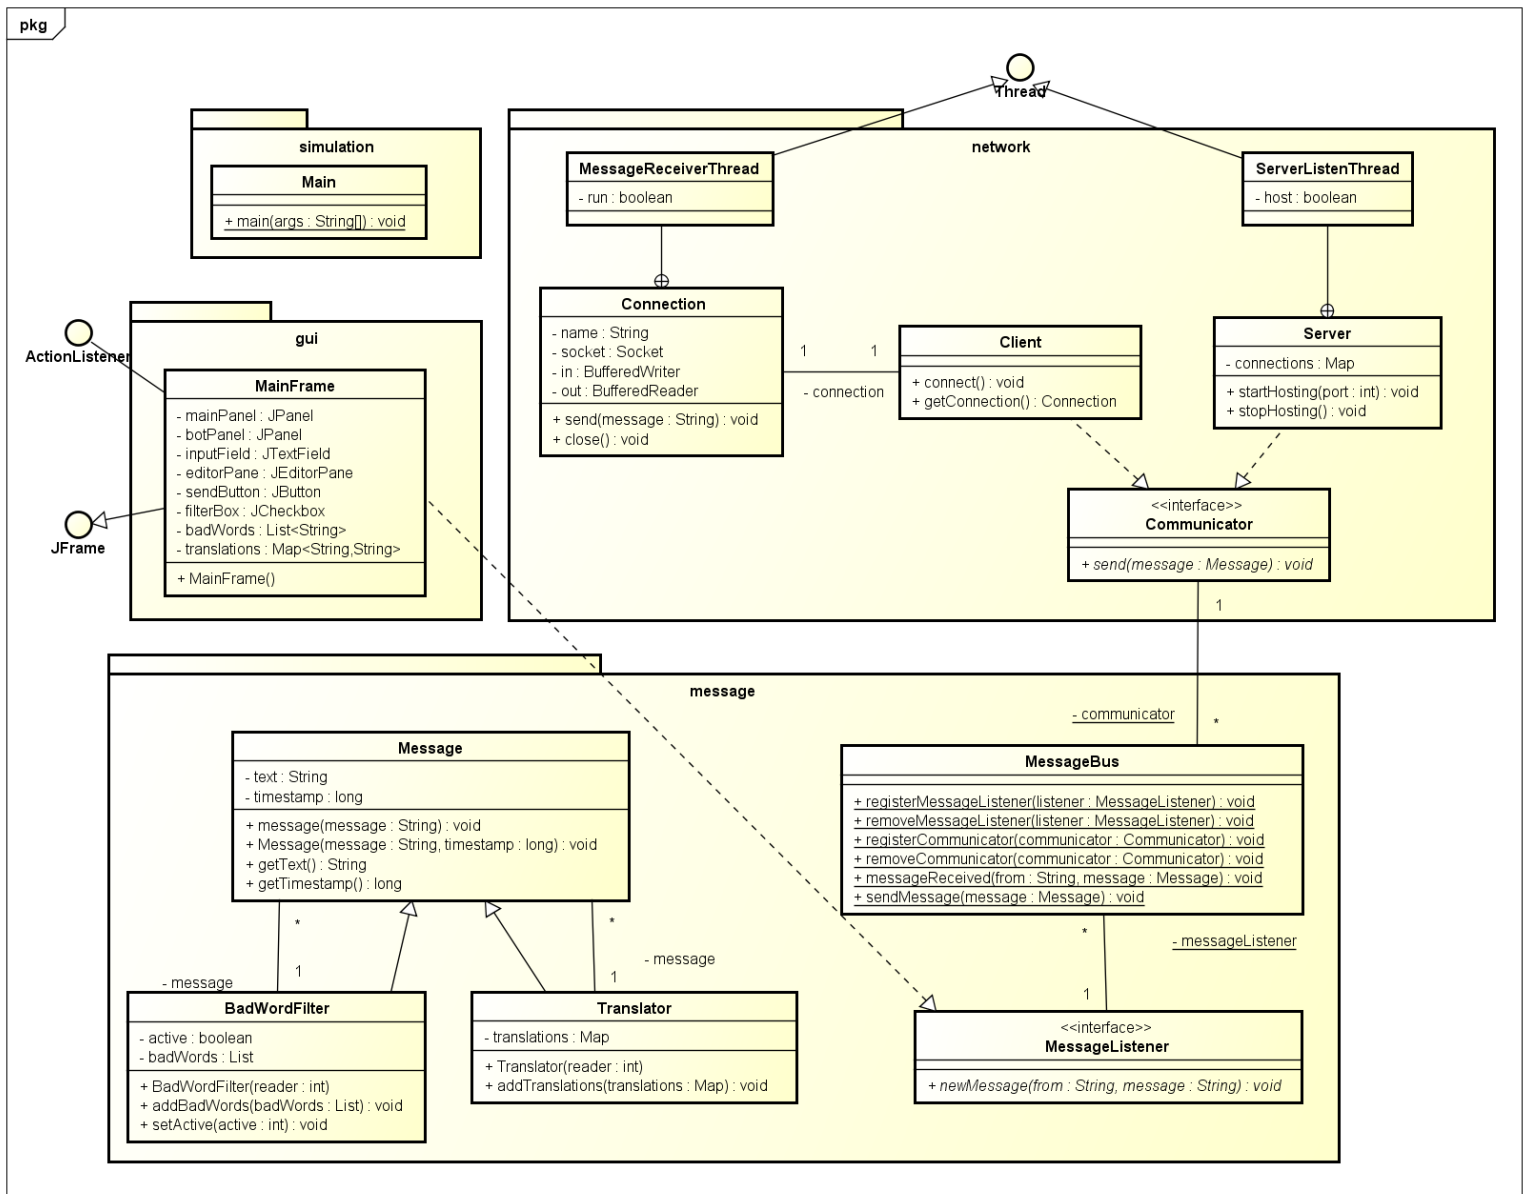 pkg
Thread
simulation
Main
+ main(args : String[]) : void
network
MessageReceiverThread
- run : boolean
ServerListenThread
- host : boolean
Connection
- name : String
- socket : Socket
- in : BufferedWriter
- out : BufferedReader
+ send(message : String) : void
+ close() : void
1
1
- connection
Client
+ connect() : void
+ getConnection() : Connection
Server
- connections : Map
+ startHosting(port : int) : void
+ stopHosting() : void
<<interface>>
Communicator
+ send(message : Message) : void
1
ActionListener
JFrame
gui
MainFrame
- mainPanel : JPanel
- botPanel : JPanel
- inputField : JTextField
- editorPane : JEditorPane
- sendButton : JButton
- filterBox : JCheckbox
- badWords : List<String>
- translations : Map<String,String>
+ MainFrame()
message
- communicator
*
Message
- text : String
- timestamp : long
+ message(message : String) : void
+ Message(message : String, timestamp : long) : void
+ getText() : String
+ getTimestamp() : long
MessageBus
+ registerMessageListener(listener : MessageListener) : void
+ removeMessageListener(listener : MessageListener) : void
+ registerCommunicator(communicator : Communicator) : void
+ removeCommunicator(communicator : Communicator) : void
+ messageReceived(from : String, message : Message) : void
+ sendMessage(message : Message) : void
*
1
- message
*
- message
1
*
- messageListener
1
BadWordFilter
- active : boolean
- badWords : List
+ BadWordFilter(reader : int)
+ addBadWords(badWords : List) : void
+ setActive(active : int) : void
Translator
- translations : Map
+ Translator(reader : int)
+ addTranslations(translations : Map) : void
<<interface>>
MessageListener
+ newMessage(from : String, message : String) : void